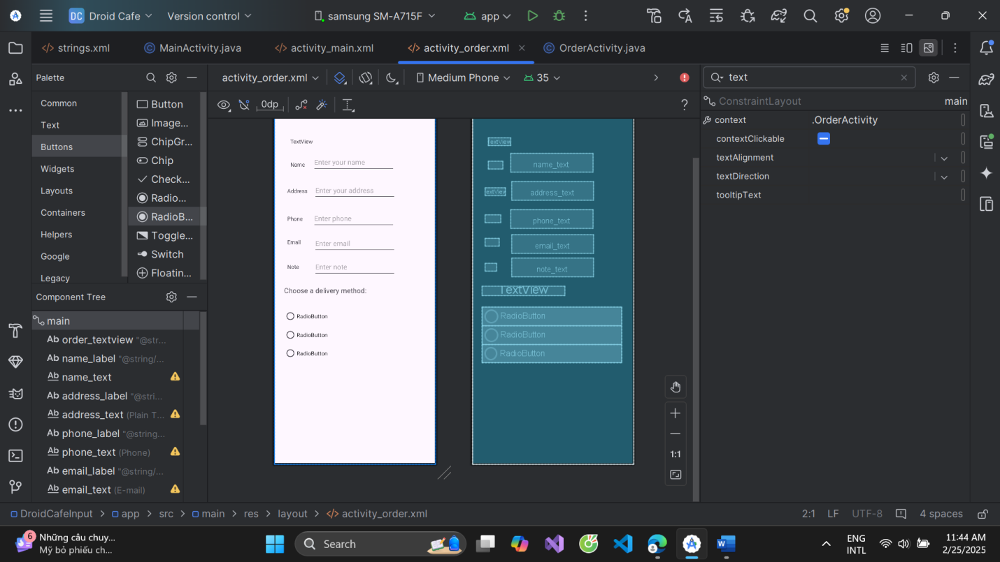 DC Droid Cafe Version control samsung SM-A715F app
strings.xml MainActivity.java activity_main.xml activity_order.xml OrderActivity.java
Palette
Common
Text
Buttons
Widgets
Layouts
Containers
Helpers
Google
Legacy
Button
Image...
ChipGr...
Chip
Check...
Radio...
RadioB...
Toggle...
Switch
Floatin...
Component Tree
main
Ab order_textview "@str...
Ab name_label "@string/...
Ab name_text
Ab address_label "@stri...
Ab address_text (Plain T...
Ab phone_label "@string...
Ab phone_text (Phone)
Ab email_label "@string/...
Ab email_text (E-mail)
activity_order.xml Medium Phone 35
0dp ?
TextView
Name Enter your name
Address Enter your address
Phone Enter phone
Email Enter email
Note Enter note
Choose a delivery method:
RadioButton
RadioButton
RadioButton
TextView
name_text
TextView address_text
phone_text
email_text
note_text
TextView
RadioButton
RadioButton
RadioButton
1:1
text
ConstraintLayout main
context .OrderActivity
contextClickable
textAlignment
textDirection
tooltipText
DroidCafeInput > app > src > main > res > layout > activity_order.xml 2:1 LF UTF-8 4 spaces
6
Những câu chuy...
Mỹ bỏ phiếu ch...
Search
ENG
INTL
11:44 AM
2/25/2025